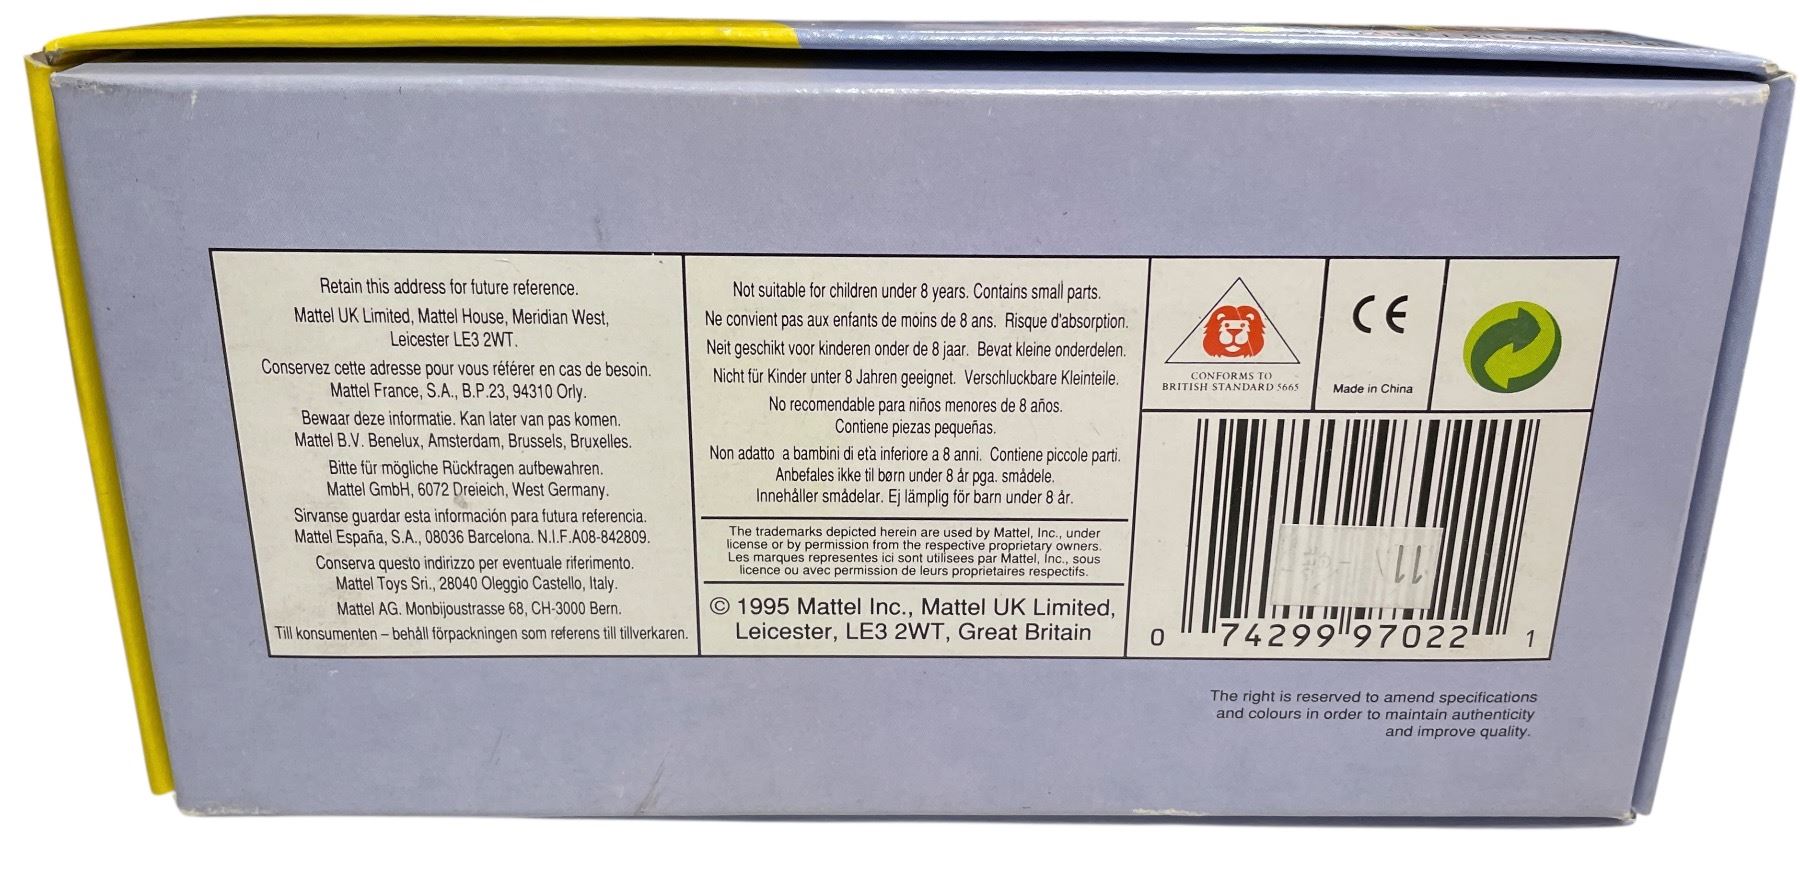 Retain this address for future reference.
Mattel UK Limited, Mattel House, Meridian West,
Leicester LE3 2WT.
Conservez cette adresse pour vous référer en cas de besoin.
Mattel France, S.A., B.P.23, 94310 Orly.
Bewaar deze informatie. Kan later van pas komen.
Mattel B.V. Benelux, Amsterdam, Brussels, Bruxelles.
Bitte für mögliche Rückfragen aufbewahren.
Mattel GmbH, 6072 Dreieich, West Germany.
Sirvanse guardar esta información para futura referencia.
Mattel España, S.A., 08036 Barcelona. N.I.F.A08-842809.
Conserva questo indirizzo per eventuale riferimento.
Mattel Toys Sri., 28040 Oleggio Castello, Italy.
Mattel AG. Monbijoustrasse 68, CH-3000 Bern.
Till konsumenten – behåll förpackningen som referens till tillverkaren.
Not suitable for children under 8 years. Contains small parts.
Ne convient pas aux enfants de moins de 8 ans. Risque d'absorption.
Neit geschikt voor kinderen onder de 8 jaar. Bevat kleine onderdelen.
Nicht für Kinder unter 8 Jahren geeignet. Verschluckbare Kleinteile.
No recomendable para niños menores de 8 años.
Contiene piezas pequeñas.
Non adatto a bambini di età inferiore a 8 anni. Contiene piccole parti.
Anbefales ikke til børn under 8 år pga. smådele.
Innehåller smådelar. Ej lämplig för barn under 8 år.
The trademarks depicted herein are used by Mattel, Inc., under
license or by permission from the respective proprietary owners.
Les marques representes ici sont utilisees par Mattel, Inc., sous
licence ou avec permission de leurs proprietaires respectifs.
© 1995 Mattel Inc., Mattel UK Limited,
Leicester, LE3 2WT, Great Britain
CONFORMS TO
BRITISH STANDARD 5665
CE
Made in China
0 74299 97022 1
The right is reserved to amend specifications
and colours in order to maintain authenticity
and improve quality.